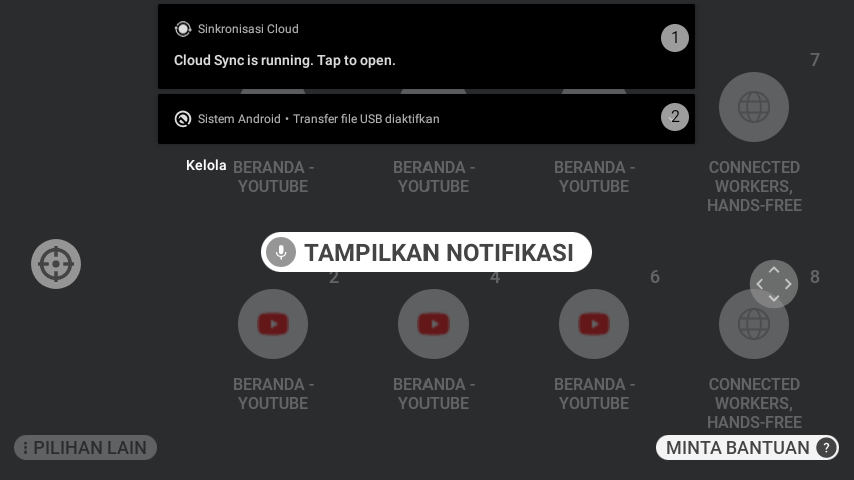 Sinkronisasi Cloud
1
Cloud Sync is running. Tap to open.
Sistem Android • Transfer file USB diaktifkan
2
7
Kelola
BERANDA -
YOUTUBE
BERANDA -
YOUTUBE
BERANDA -
YOUTUBE
CONNECTED
WORKERS,
HANDS-FREE
TAMPILKAN NOTIFIKASI
2
4
6
8
BERANDA -
YOUTUBE
BERANDA -
YOUTUBE
BERANDA -
YOUTUBE
CONNECTED
WORKERS,
HANDS-FREE
PILIHAN LAIN
MINTA BANTUAN ?